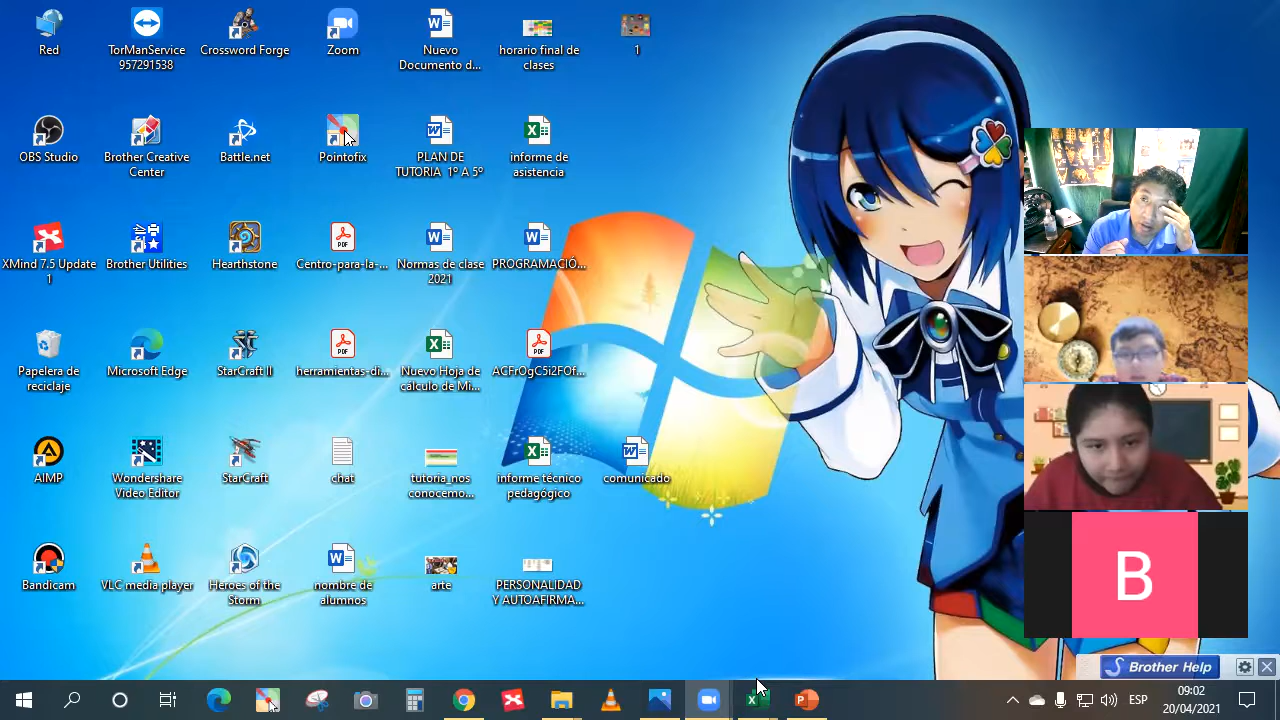 Red
TorManService
957291538
Crossword Forge
Zoom
Nuevo
Documento d...
horario final de
clases
1
OBS Studio
Brother Creative
Center
Battle.net
Pointofix
PLAN DE
TUTORIA 1º A 5º
informe de
asistencia
XMind 7.5 Update
1
Brother Utilities
Hearthstone
Centro-para-la-...
Normas de clase
2021
PROGRAMACIÓ...
Papelera de
reciclaje
Microsoft Edge
StarCraft II
herramientas-di...
Nuevo Hoja de
cálculo de Mi...
ACFrOgC5i2FOf...
AIMP
Wondershare
Video Editor
StarCraft
chat
tutoria_nos
conocemo...
informe técnico
pedagógico
comunicado
Bandicam
VLC media player
Heroes of the
Storm
nombre de
alumnos
arte
PERSONALIDAD
Y AUTOAFIRMA...
B
Brother Help
ESP
09:02
20/04/2021